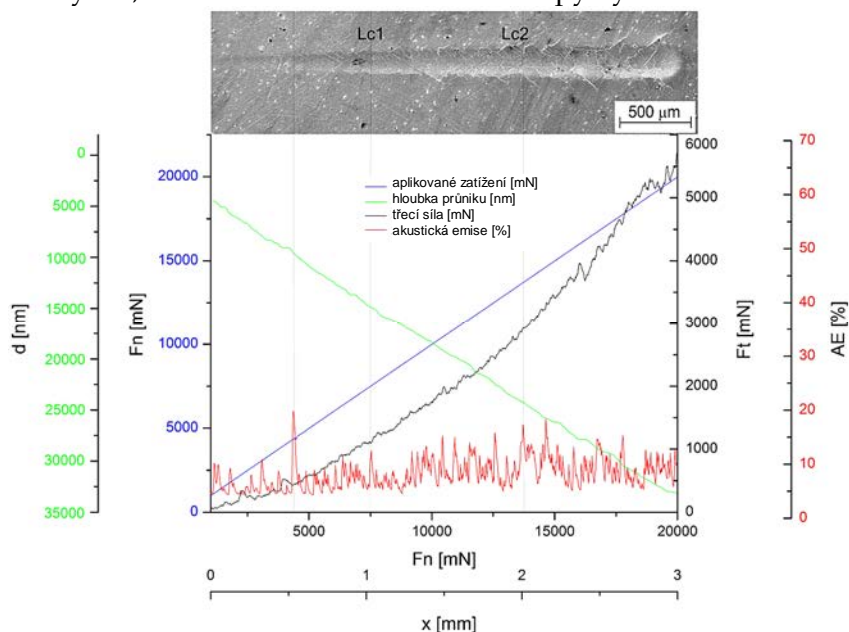 Lc1 Lc2
500 µm
0
5000
10000
15000
20000
25000
30000
35000
d [nm]
20000
15000
10000
5000
0
Fn [mN]
aplikované zatížení [mN]
hloubka průniku [nm]
třecí síla [mN]
akustická emise [%]
6000
5000
4000
3000
2000
1000
0
Ft [mN]
70
60
50
40
30
20
10
0
AE [%]
5000 10000 15000 20000
Fn [mN]
0 1 2 3
x [mm]